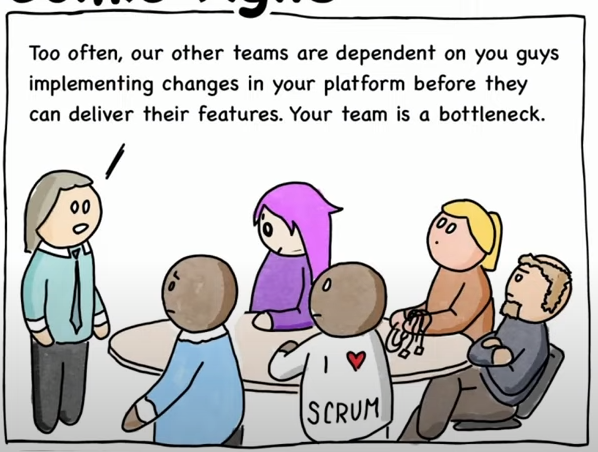 Too often, our other teams are dependent on you guys
implementing changes in your platform before they
can deliver their features. Your team is a bottleneck.
I ♥
SCRUM